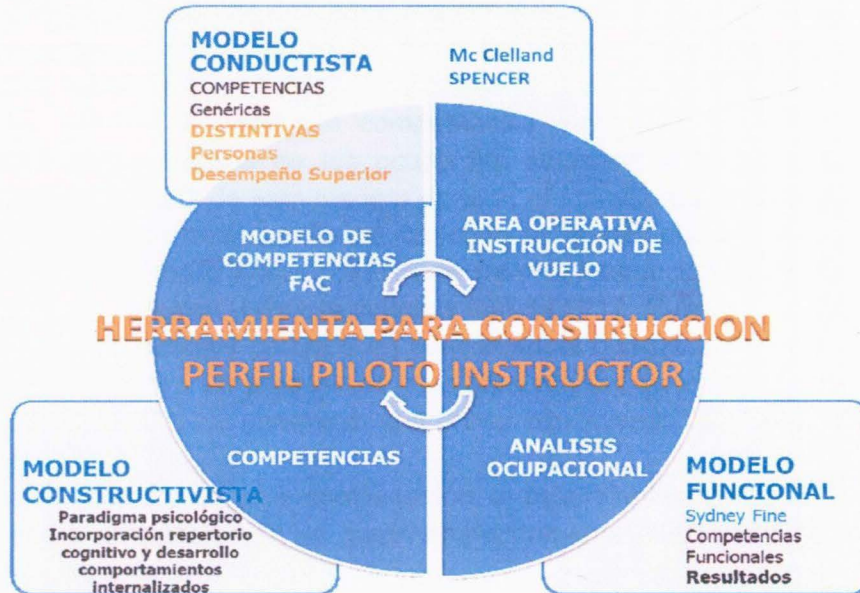 MODELO
CONDUCTISTA
COMPETENCIAS
Genéricas
DISTINTIVAS
Personas
Desempeño Superior
Mc Clelland
SPENCER
MODELO DE
COMPETENCIAS
FAC
AREA OPERATIVA
INSTRUCCIÓN DE
VUELO
HERRAMIENTA PARA CONSTRUCCION
PERFIL PILOTO INSTRUCTOR
COMPETENCIAS
ANALISIS
OCUPACIONAL
MODELO
CONSTRUCTIVISTA
Paradigma psicológico
Incorporación repertorio
cognitivo y desarrollo
comportamientos
internalizados
MODELO
FUNCIONAL
Sydney Fine
Competencias
Funcionales
Resultados